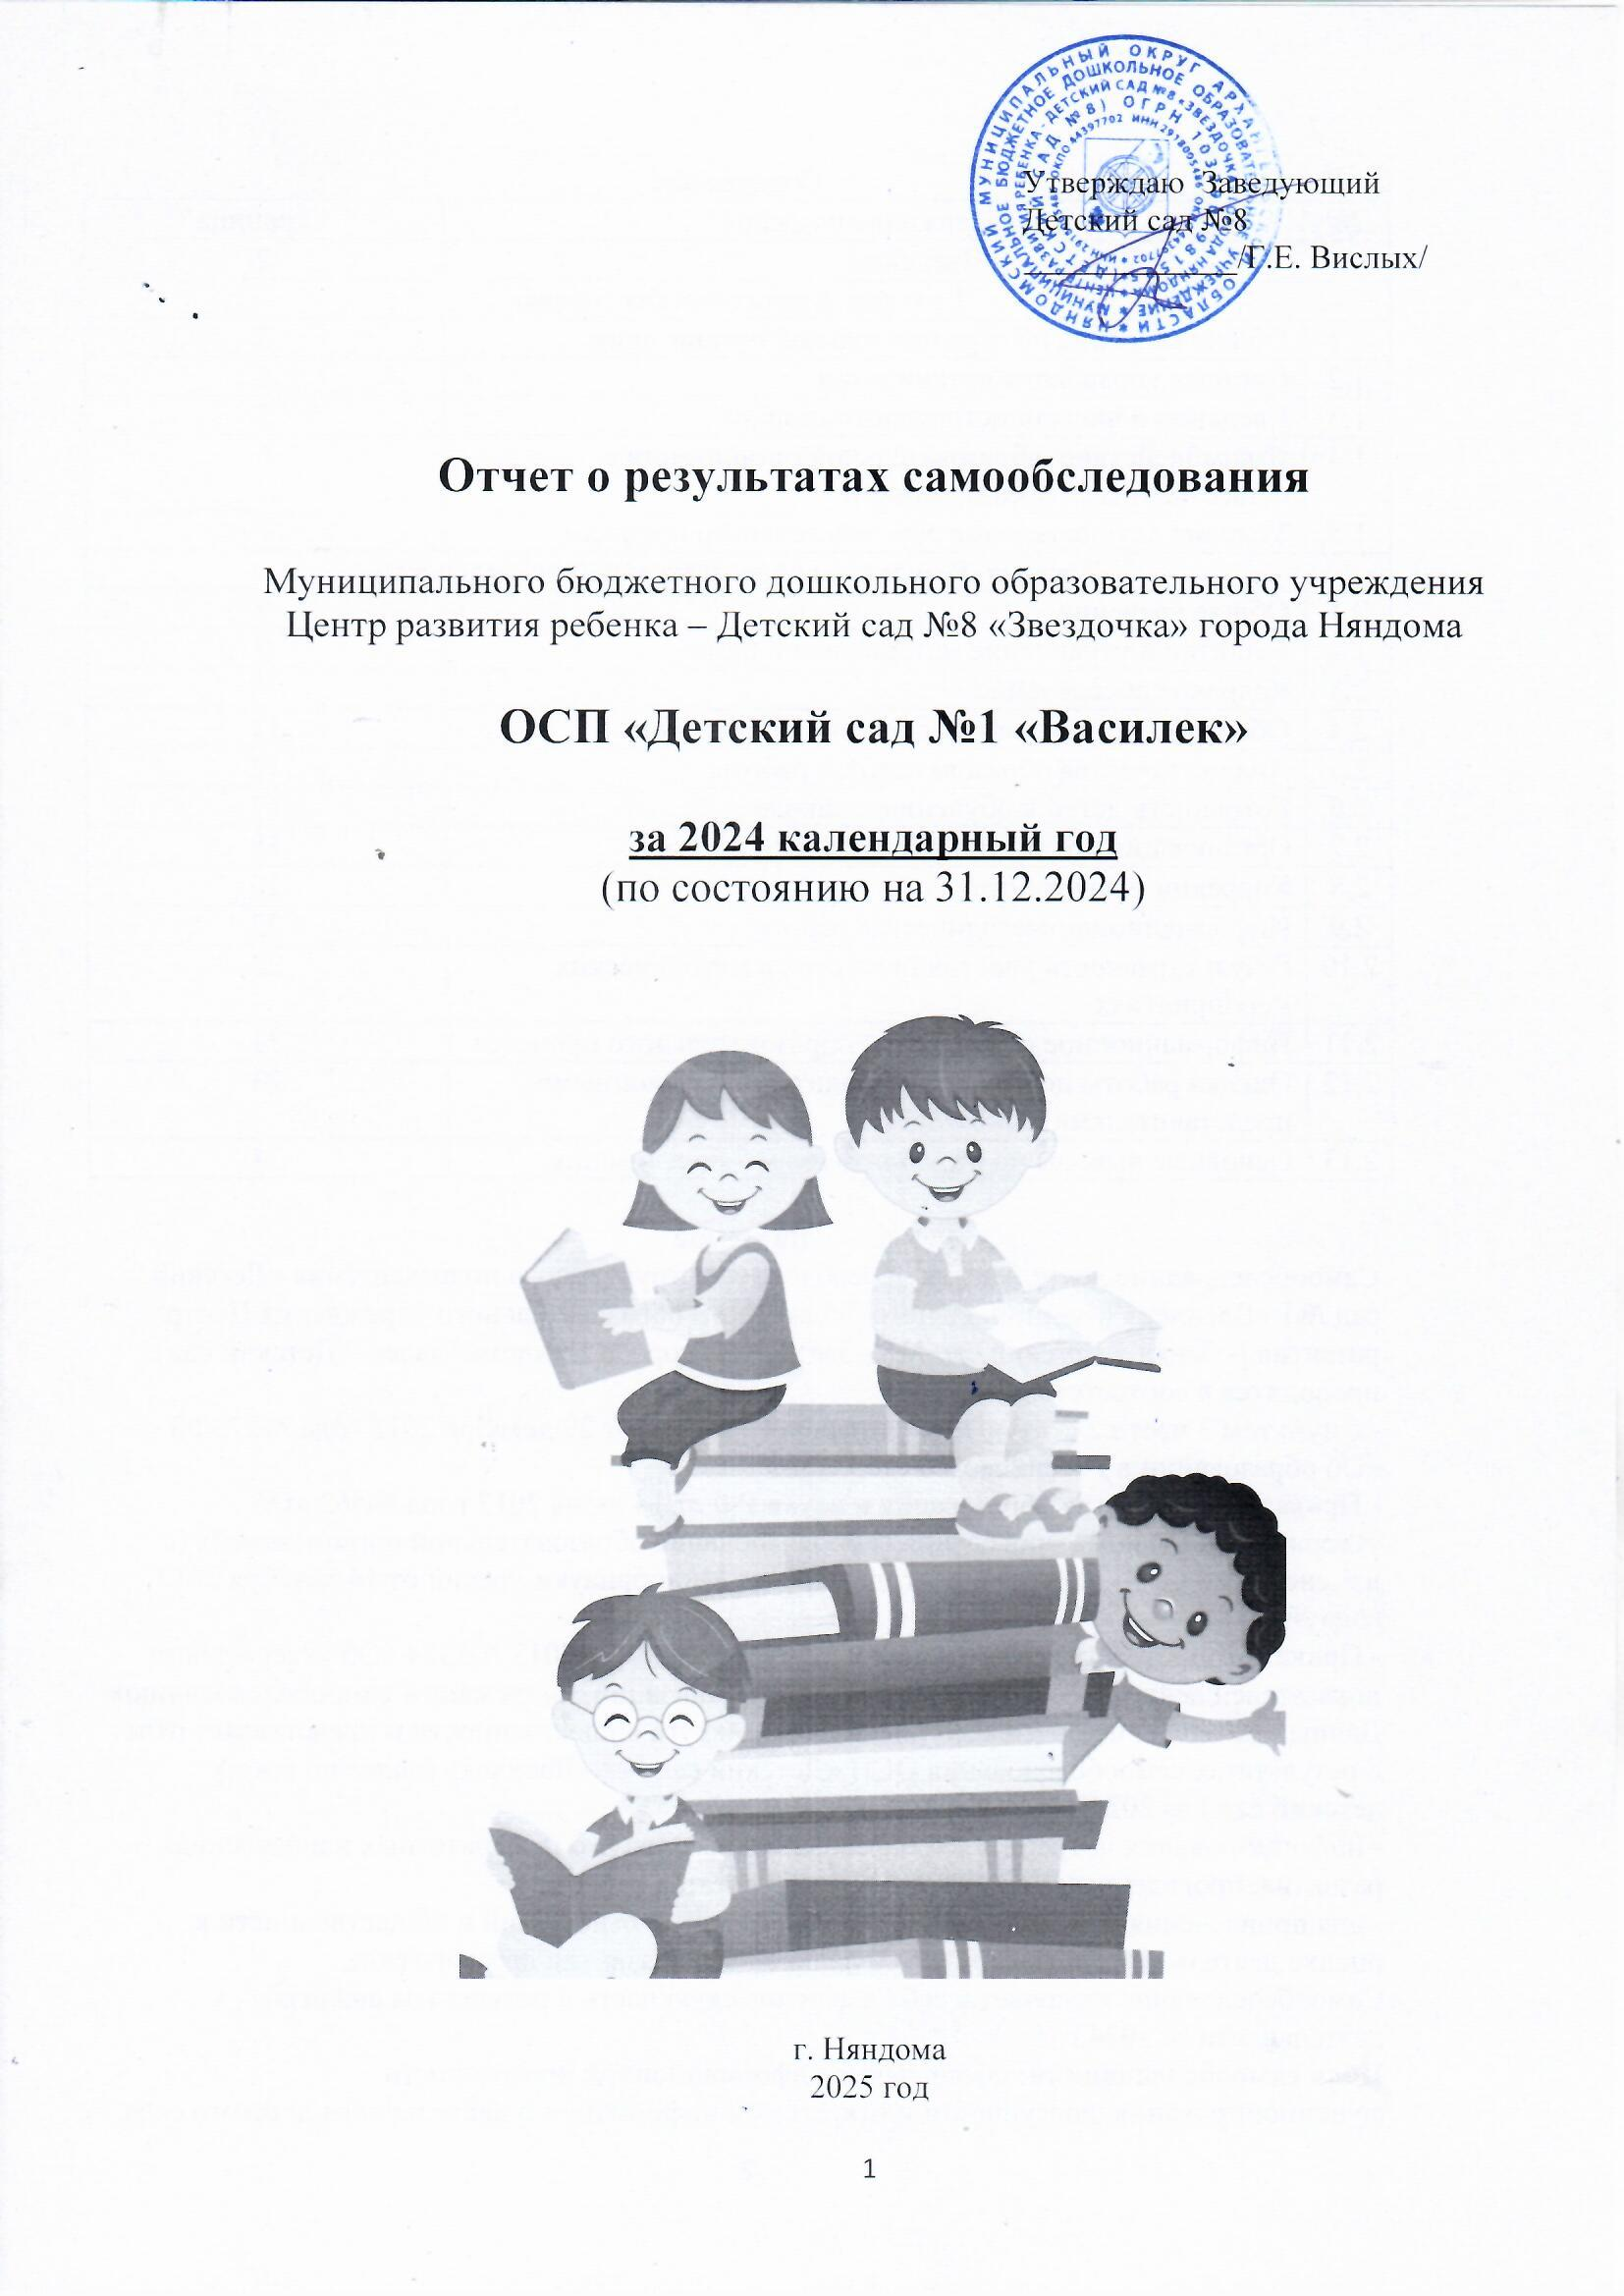 Утверждаю Заведующий
Детский сад №8
/Г.Е. Вислых/
Отчет о результатах самообследования
Муниципального бюджетного дошкольного образовательного учреждения
Центр развития ребенка – Детский сад №8 «Звездочка» города Няндома
ОСП «Детский сад №1 «Василек»
за 2024 календарный год
(по состоянию на 31.12.2024)
г. Няндома
2025 год
1